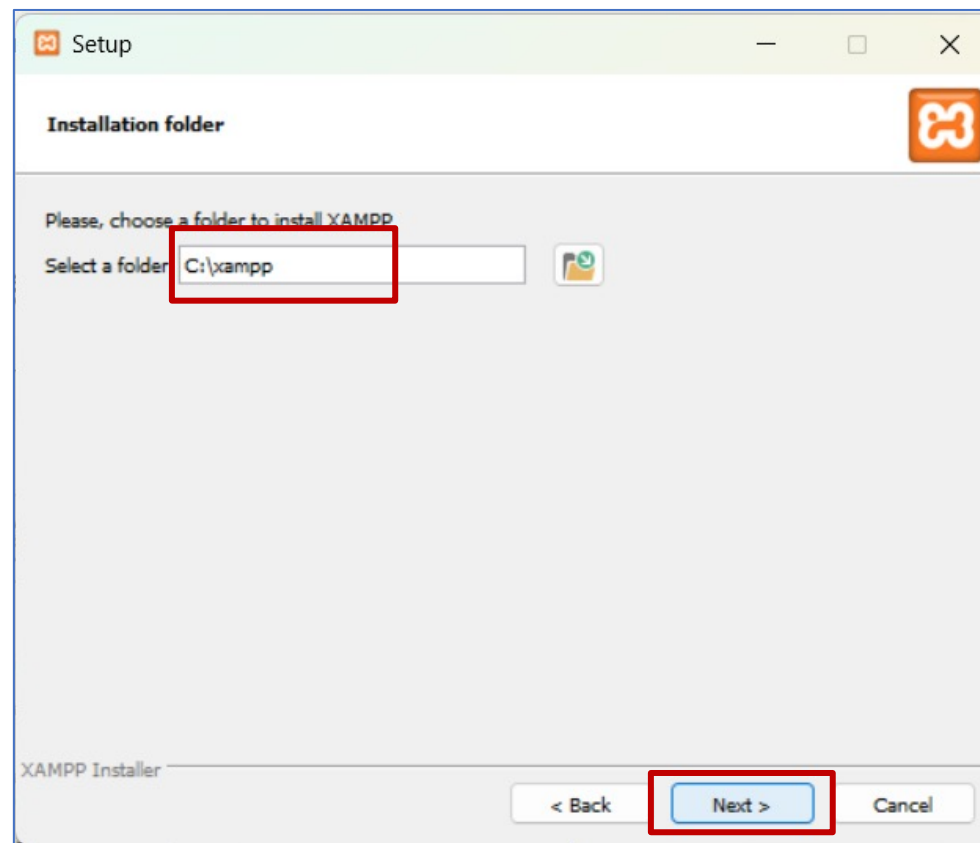 Setup
Installation folder
Please, choose a folder to install XAMPP
Select a folder C:\xampp
XAMPP Installer
< Back Next > Cancel